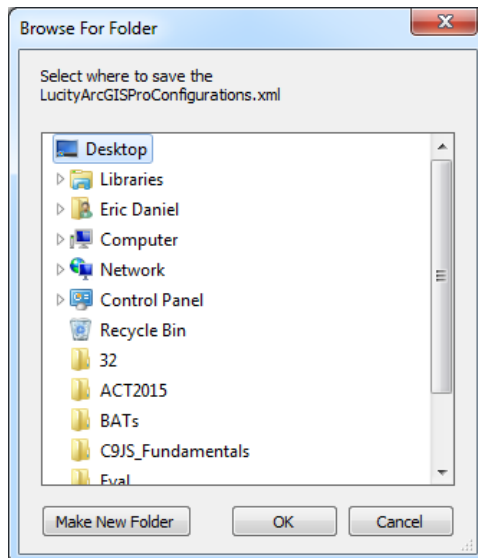 Browse For Folder
Select where to save the
LucityArcGISProConfigurations.xml
Desktop
Libraries
Eric Daniel
Computer
Network
Control Panel
Recycle Bin
32
ACT2015
BATs
C9JS_Fundamentals
Eval
Make New Folder
OK
Cancel